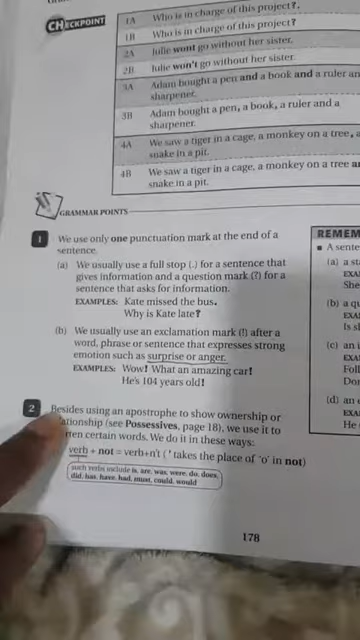 CHECKPOINT
1A Who is in charge of this project?.
1B Who is in charge of this project?
2A Julie wont go without her sister.
2B Julie won't go without her sister.
3A Adam bought a pen and a book and a ruler an
sharpener.
3B Adam bought a pen, a book, a ruler and a
sharpener.
4A We saw a tiger in a cage, a monkey on a tree, a
snake in a pit.
4B We saw a tiger in a cage, a monkey on a tree a
snake in a pit.
GRAMMAR POINTS
1 We use only one punctuation mark at the end of a
sentence.
(a) We usually use a full stop (.) for a sentence that
gives information and a question mark (?) for a
sentence that asks for information.
EXAMPLES: Kate missed the bus.
Why is Kate late?
(b) We usually use an exclamation mark (!) after a
word, phrase or sentence that expresses strong
emotion such as surprise or anger.
EXAMPLES: Wow! What an amazing car!
He's 104 years old!
2 Besides using an apostrophe to show ownership or
ationship (see Possessives, page 18), we use it to
rten certain words. We do it in these ways:
verb + not = verb+n't ( ' takes the place of 'o' in not)
such verbs include is, are, was, were, do, does,
did, has, have, had, must, could, would
178
REMEM
A sente
(a) a st
EXA
She
(b) a qu
EXA
Is s
(c) an i
EXA
Foll
Don
(d) an
EXA
He